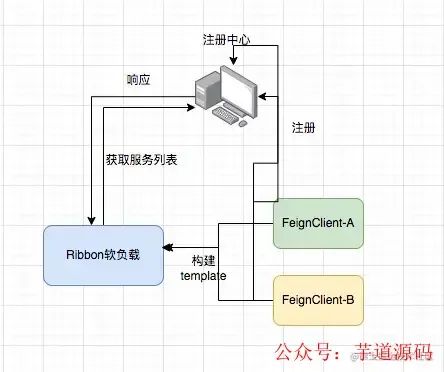 注册中心
响应
注册
获取服务列表
FeignClient-A
Ribbon软负载
构建
template
FeignClient-B
公众号：芋道源码